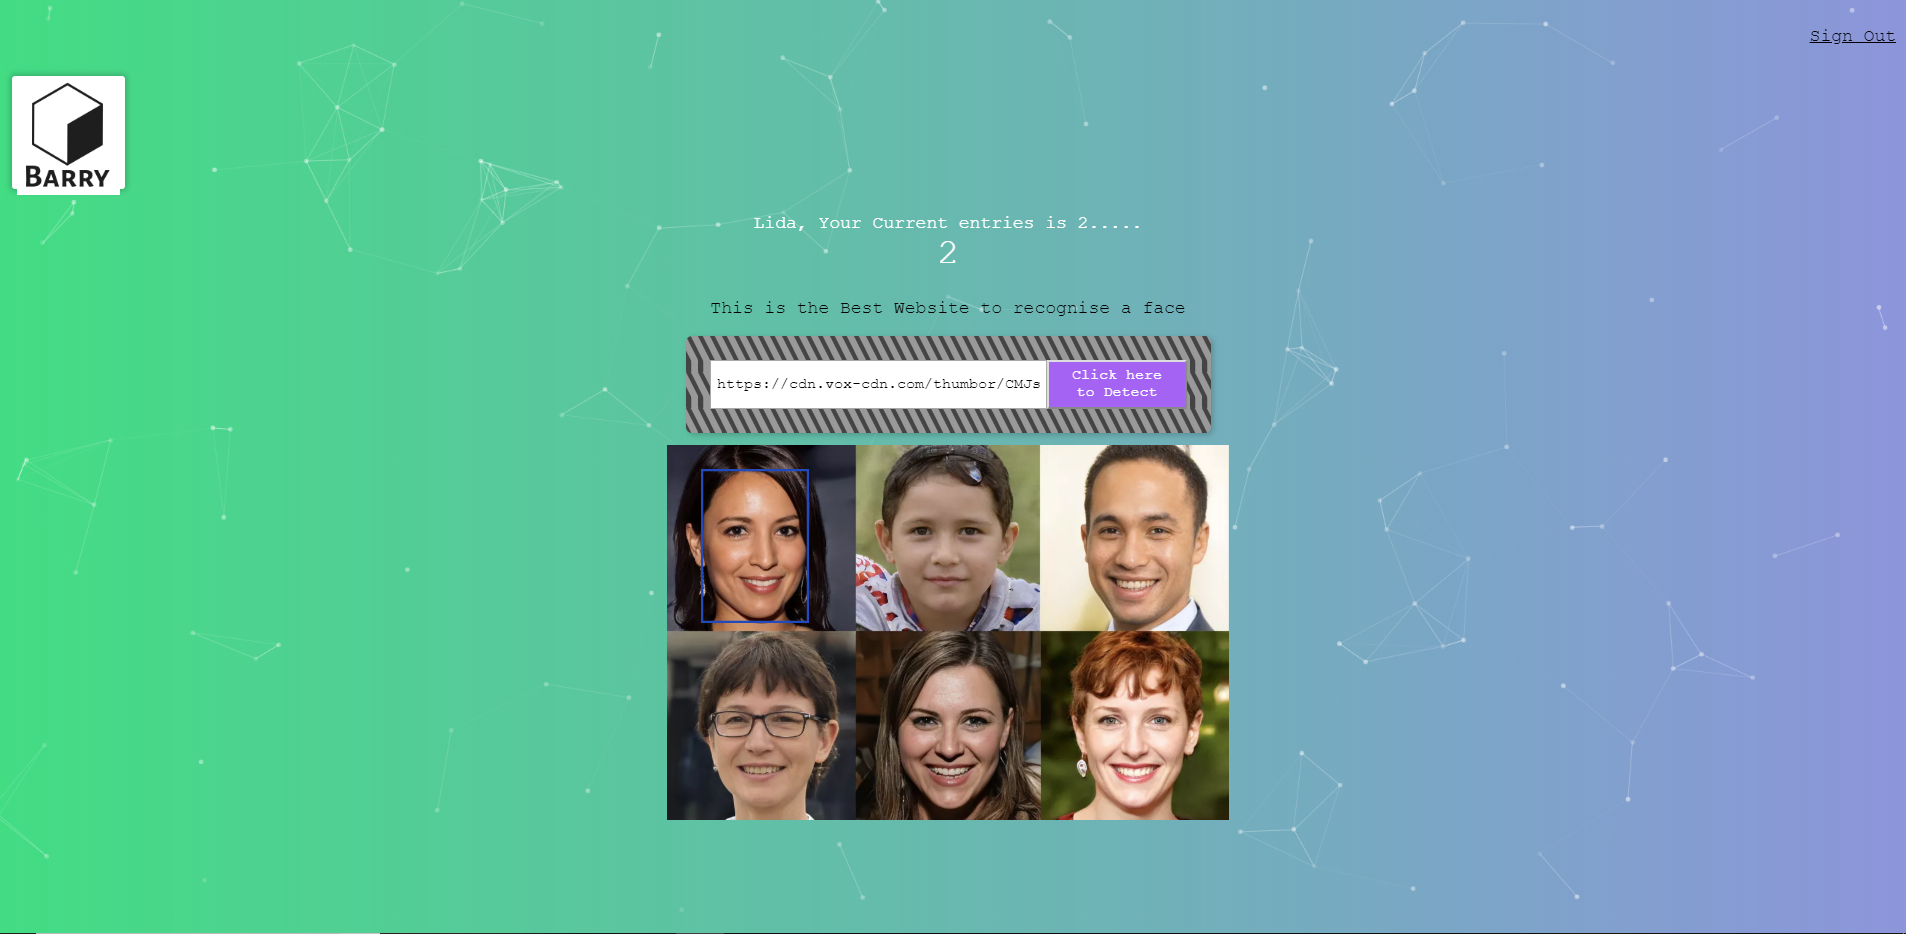 Sign Out
BARRY
Lida, Your Current entries is 2.....
2
This is the Best Website to recognise a face
https://cdn.vox-cdn.com/thumbor/CMJs
Click here
to Detect